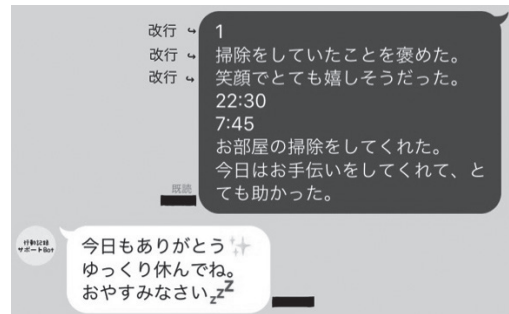 改行 ↪ 1
改行 ↪ 掃除をしていたことを褒めた。
改行 ↪ 笑顔でとても嬉しそうだった。
22:30
7:45
お部屋の掃除をしてくれた。
今日はお手伝いをしてくれて、と
ても助かった。
既読
行動記録
サポートBot
今日もありがとう✨
ゆっくり休んでね。
おやすみなさい💤